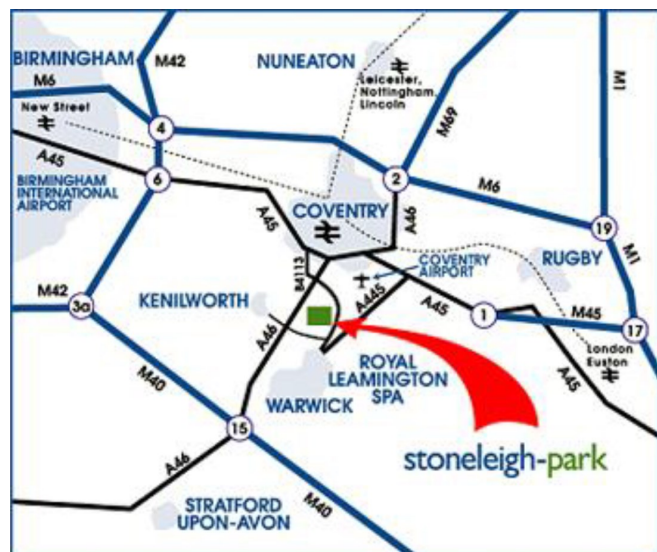 BIRMINGHAM
M42
NUNEATON
M6
New Street
Leicester,
Nottingham,
Lincoln
M1
M69
4
A45
BIRMINGHAM
INTERNATIONAL
AIRPORT
6
2
M6
A45
COVENTRY
A46
19
RUGBY
M1
COVENTRY
AIRPORT
B4113
A445
A45
M42
3a
KENILWORTH
1
M45
17
London
Euston
A45
A46
ROYAL
LEAMINGTON
SPA
M40
WARWICK
15
stoneleigh-park
A46
M40
STRATFORD
UPON-AVON